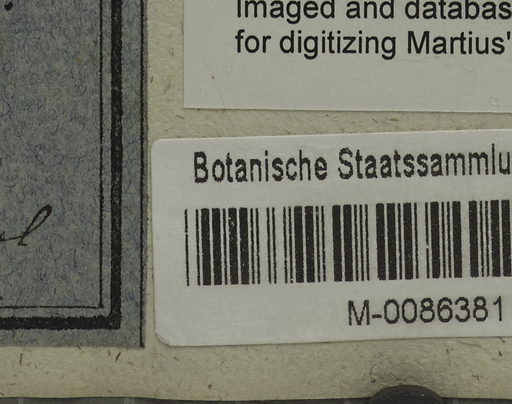 Imaged and databas
for digitizing Martius'
Botanische Staatssammlu
M-0086381